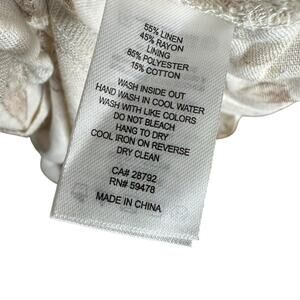 55% LINEN
45% RAYON
LINING
85% POLYESTER
15% COTTON
WASH INSIDE OUT
HAND WASH IN COOL WATER
WASH WITH LIKE COLORS
DO NOT BLEACH
HANG TO DRY
COOL IRON ON REVERSE
DRY CLEAN
CA# 28792
RN# 59478
MADE IN CHINA